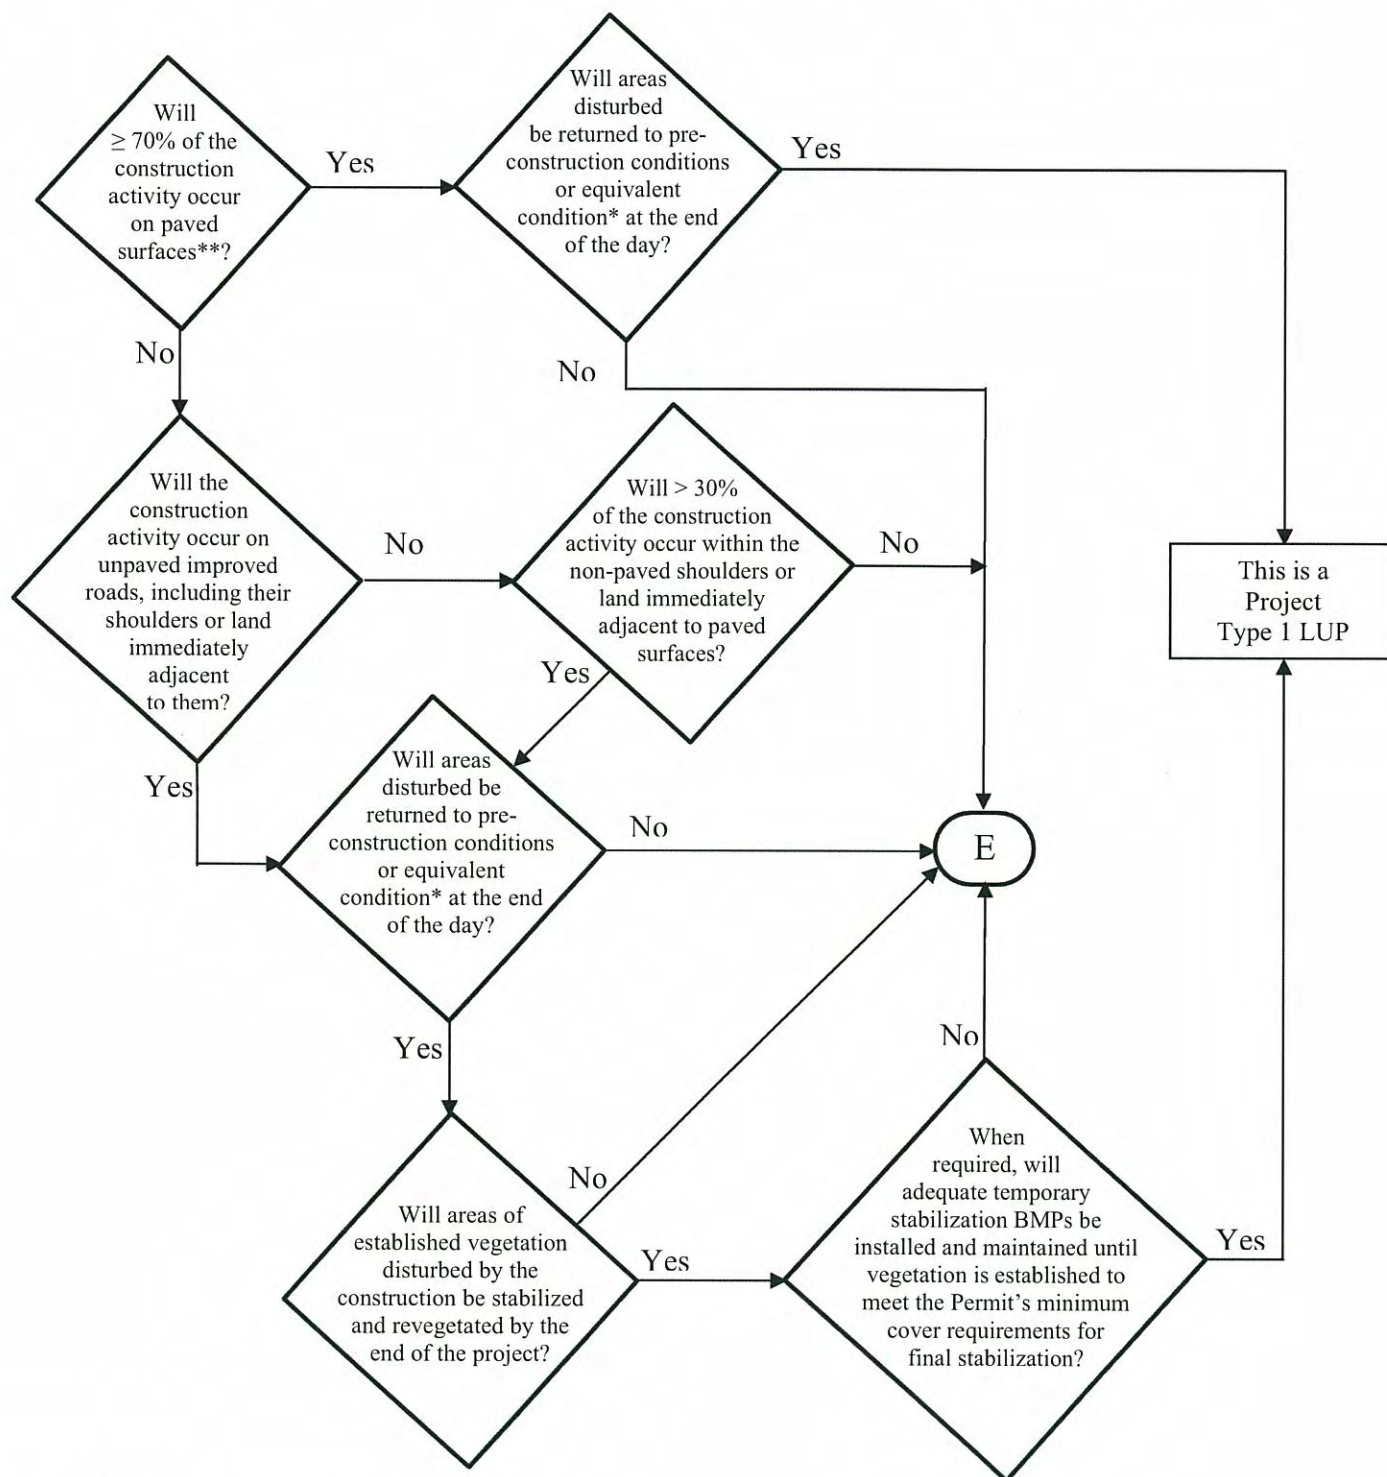 Will
≥ 70% of the
construction
activity occur
on paved
surfaces**?
Yes
Will areas
disturbed
be returned to pre-
construction conditions
or equivalent
condition* at the end
of the day?
Yes
No
No
Will the
construction
activity occur on
unpaved improved
roads, including their
shoulders or land
immediately
adjacent
to them?
No
Will > 30%
of the construction
activity occur within the
non-paved shoulders or
land immediately
adjacent to paved
surfaces?
No
This is a
Project
Type 1 LUP
Yes
Yes
Will areas
disturbed be
returned to pre-
construction conditions
or equivalent
condition* at the end
of the day?
No
E
Yes
No
Will areas of
established vegetation
disturbed by the
construction be stabilized
and revegetated by the
end of the project?
No
Yes
When
required, will
adequate temporary
stabilization BMPs be
installed and maintained until
vegetation is established to
meet the Permit's minimum
cover requirements for
final stabilization?
Yes